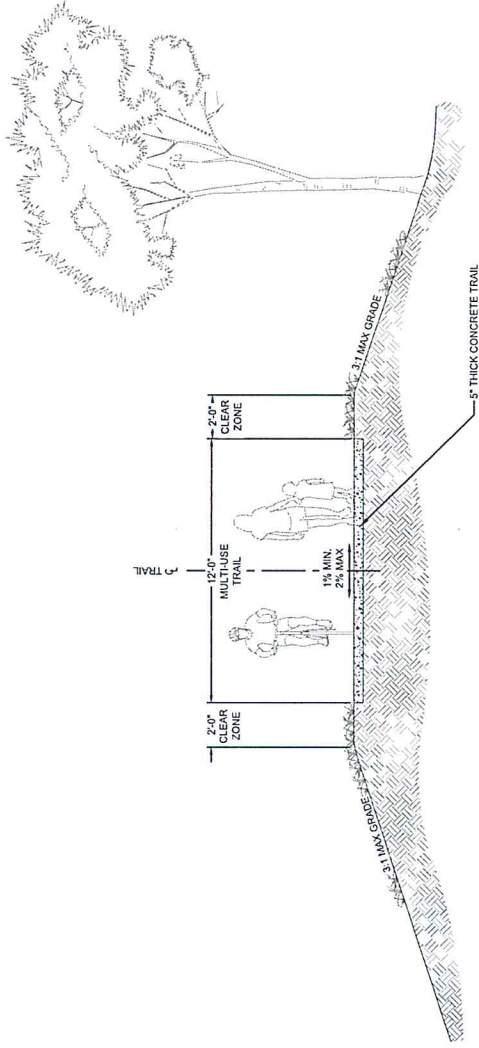 ℄ TRAIL
2'-0"
CLEAR
ZONE
12'-0"
MULTI-USE
TRAIL
2'-0"
CLEAR
ZONE
1% MIN.
2% MAX
3:1 MAX GRADE
3:1 MAX GRADE
5" THICK CONCRETE TRAIL